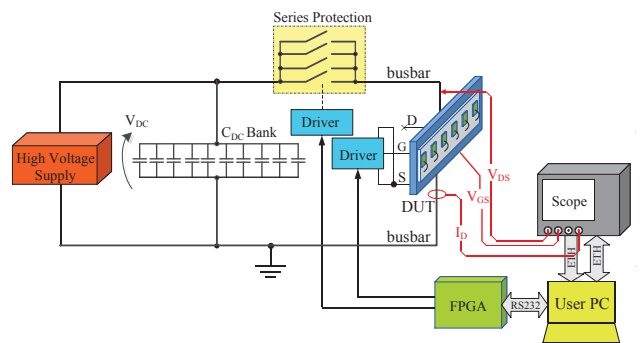 Series Protection
busbar
V_DC
C_DC Bank
Driver
D
High Voltage
Supply
Driver
G
S
V_DS
V_GS
DUT
I_D
Scope
busbar
ETH
ETH
FPGA
RS232
User PC